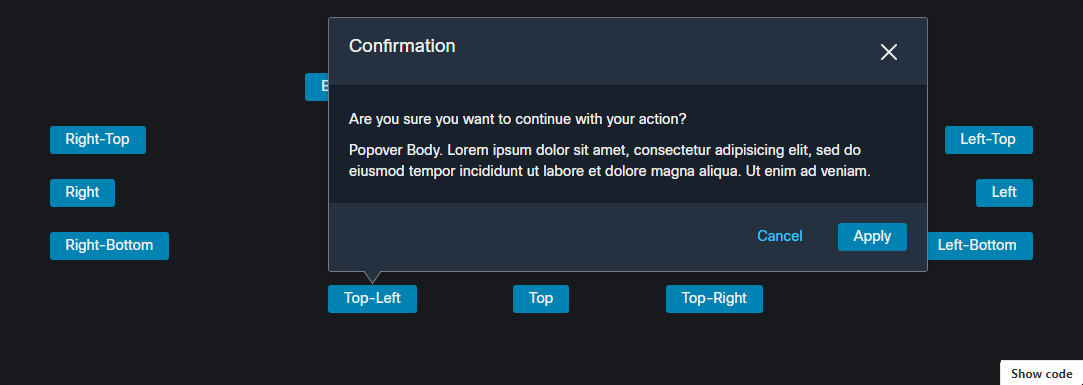 Confirmation
Right-Top
Left-Top
Are you sure you want to continue with your action?
Popover Body. Lorem ipsum dolor sit amet, consectetur adipisicing elit, sed do
eiusmod tempor incididunt ut labore et dolore magna aliqua. Ut enim ad veniam.
Right
Left
Right-Bottom
Cancel
Apply
Left-Bottom
Top-Left
Top
Top-Right
Show code